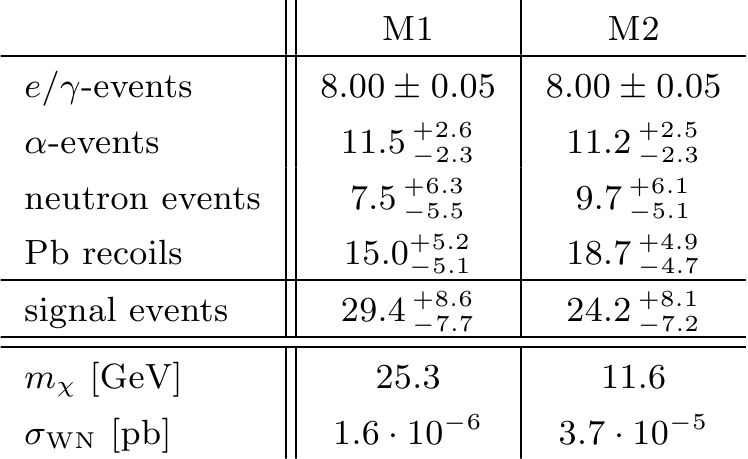 M1 M2
e/γ-events 8.00 ± 0.05 8.00 ± 0.05
α-events 11.5 +2.6 −2.3 11.2 +2.5 −2.3
neutron events 7.5 +6.3 −5.5 9.7 +6.1 −5.1
Pb recoils 15.0 +5.2 −5.1 18.7 +4.9 −4.7
signal events 29.4 +8.6 −7.7 24.2 +8.1 −7.2
mχ [GeV] 25.3 11.6
σWN [pb] 1.6 · 10−6 3.7 · 10−5